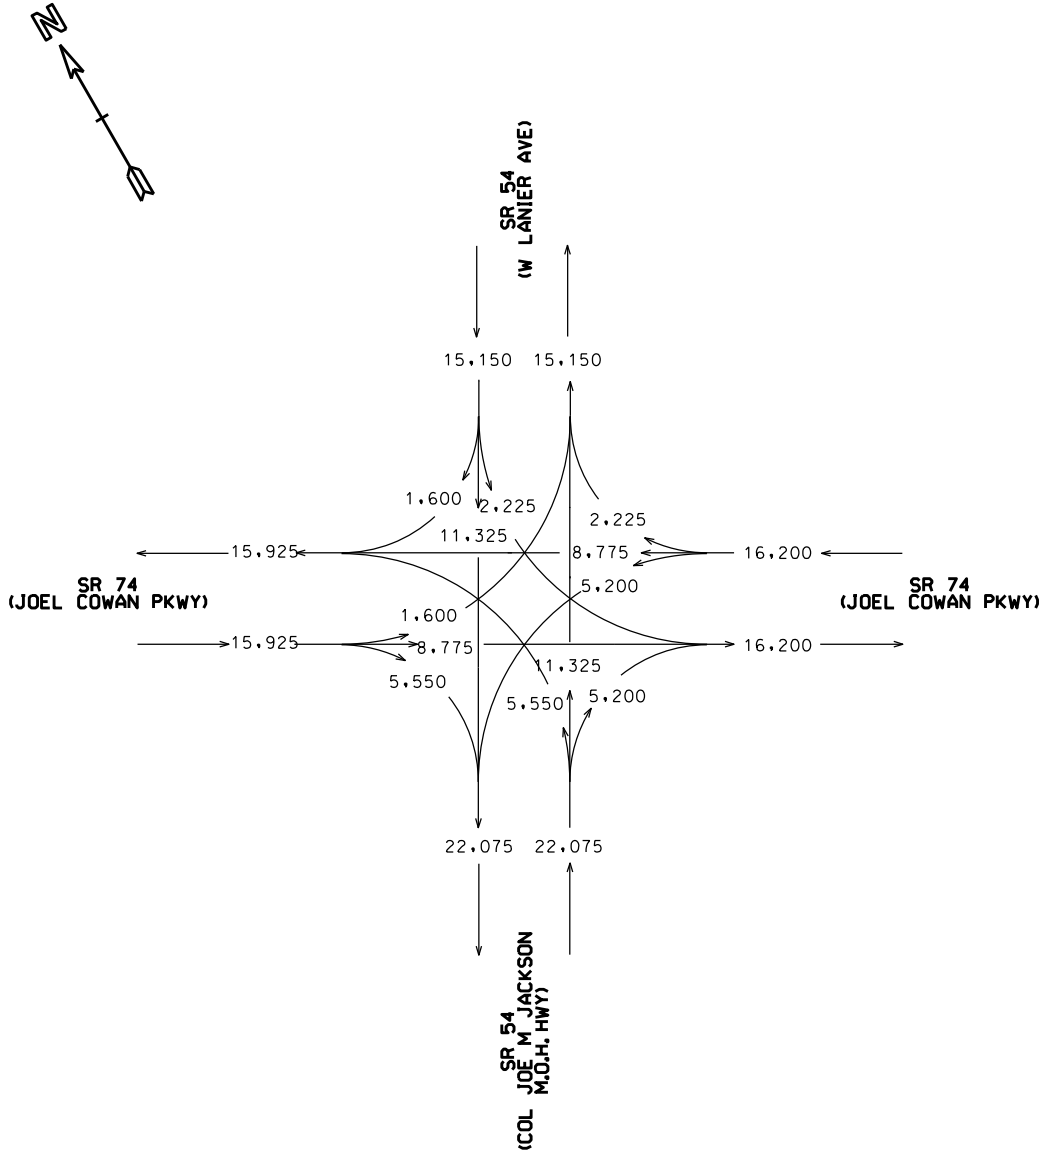 N
SR 54
(W LANIER AVE)
15,150 15,150
1,600
2,225
2,225
11,325
15,925
8,775
16,200
SR 74
(JOEL COWAN PKWY)
5,200
SR 74
(JOEL COWAN PKWY)
1,600
15,925
8,775
16,200
11,325
5,550
5,550
5,200
22,075 22,075
SR 54
(COL JOE M JACKSON
M.O.H. HWY)